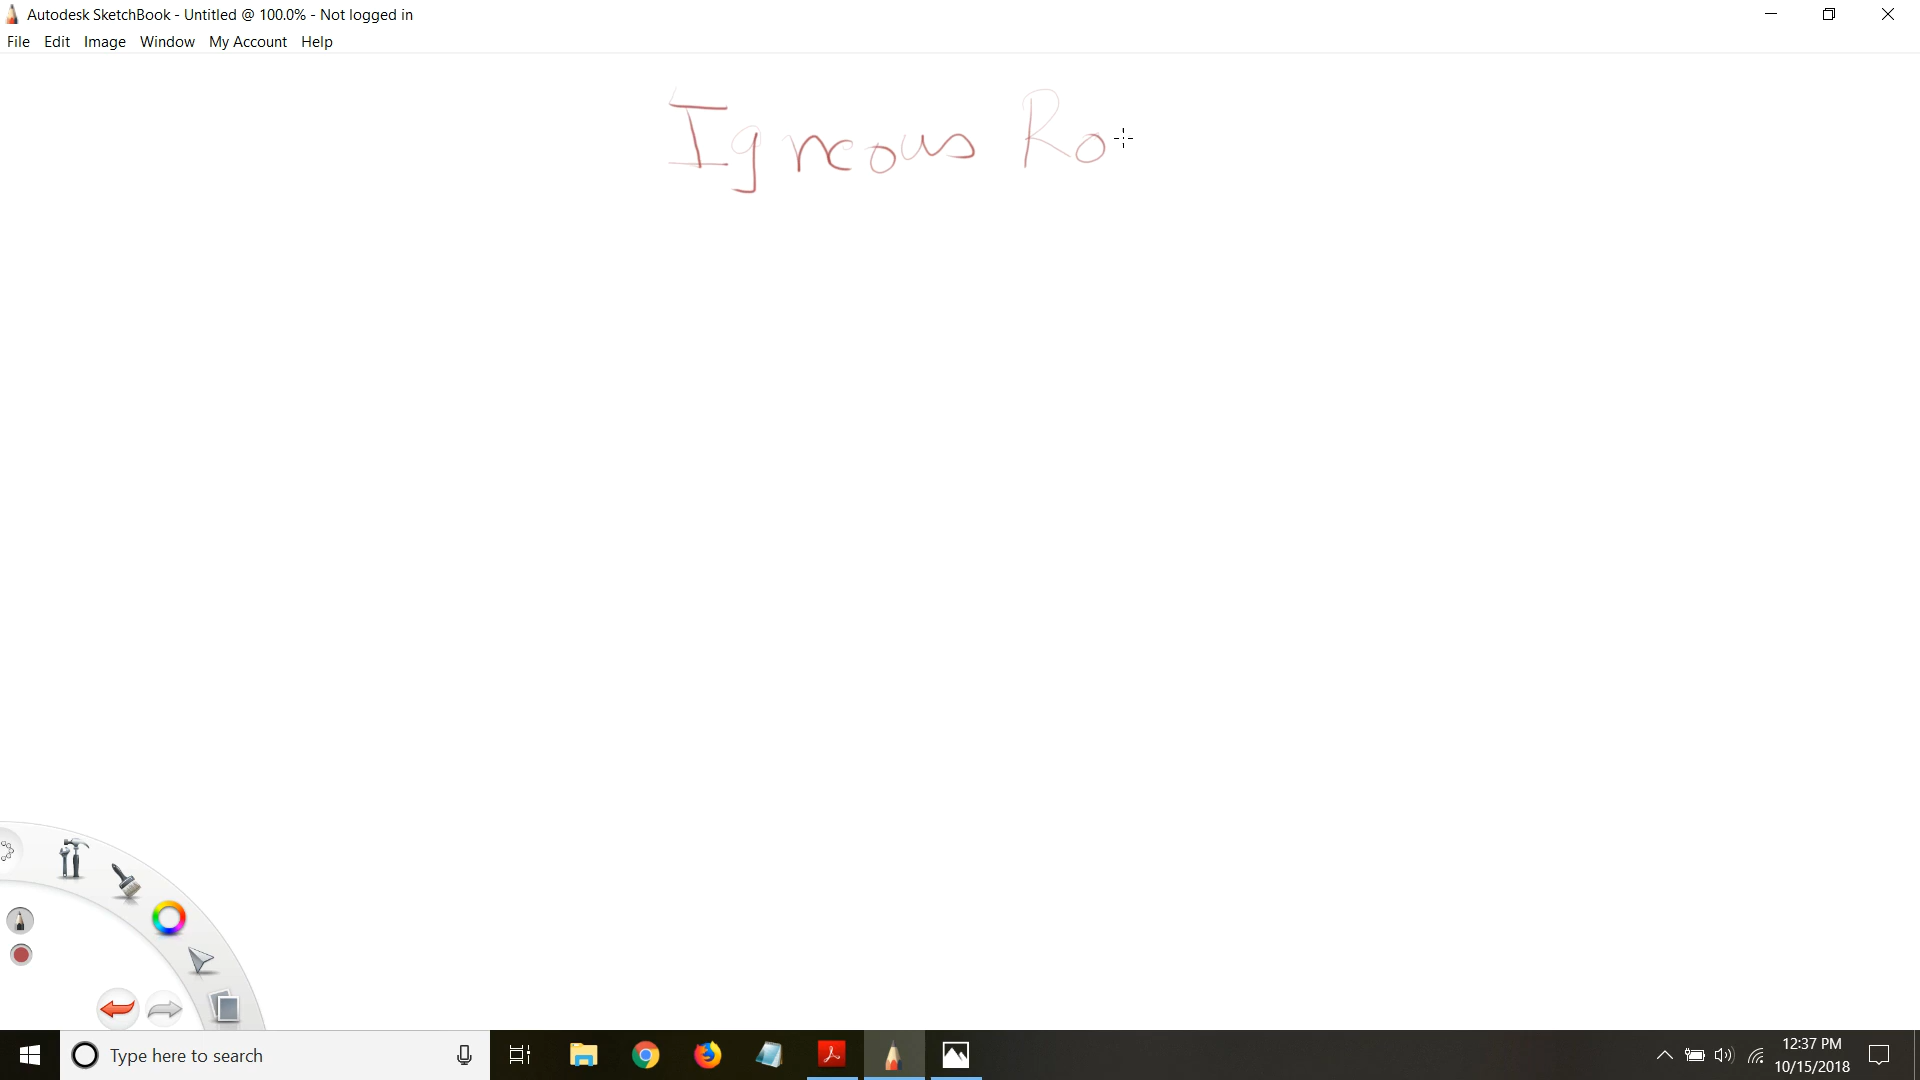 Autodesk SketchBook - Untitled @ 100.0% - Not logged in
File Edit Image Window My Account Help
Igneous Ro
Type here to search
12:37 PM
10/15/2018